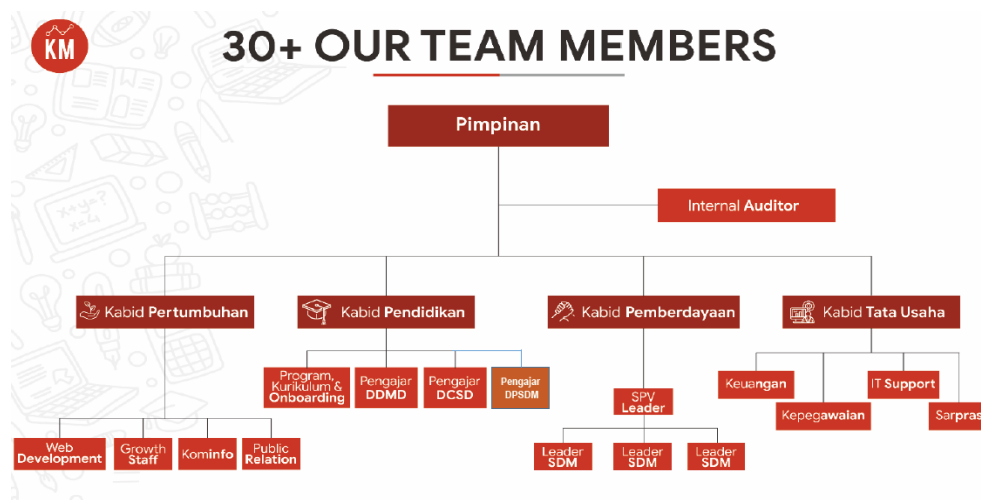 KM
30+ OUR TEAM MEMBERS
Pimpinan
Internal Auditor
Kabid Pertumbuhan
Kabid Pendidikan
Kabid Pemberdayaan
Kabid Tata Usaha
Program,
Kurikulum &
Onboarding
Pengajar
DDMD
Pengajar
DCSD
Pengajar
DPSDM
SPV
Leader
Keuangan
IT Support
Kepegawaian
Sarpras
Web
Development
Growth
Staff
Kominfo
Public
Relation
Leader
SDM
Leader
SDM
Leader
SDM